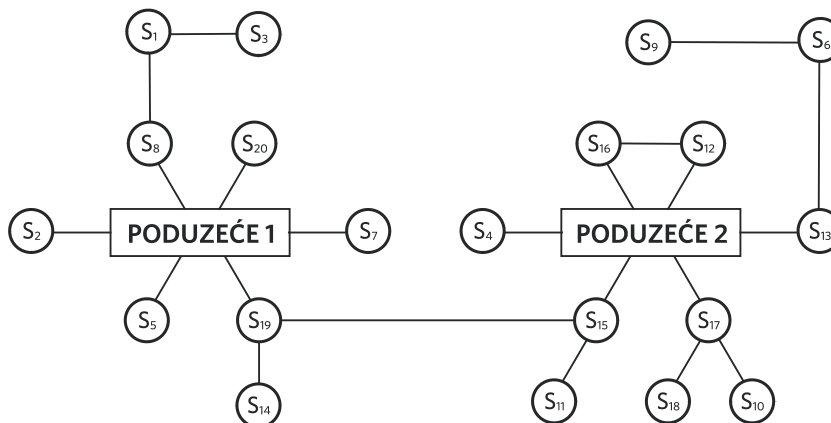 S₁ S₃ S₉ S₆
S₈ S₂₀ S₁₆ S₁₂
S₂ PODUZEĆE 1 S₇ S₄ PODUZEĆE 2 S₁₃
S₅ S₁₉ S₁₅ S₁₇
S₁₄ S₁₁ S₁₈ S₁₀